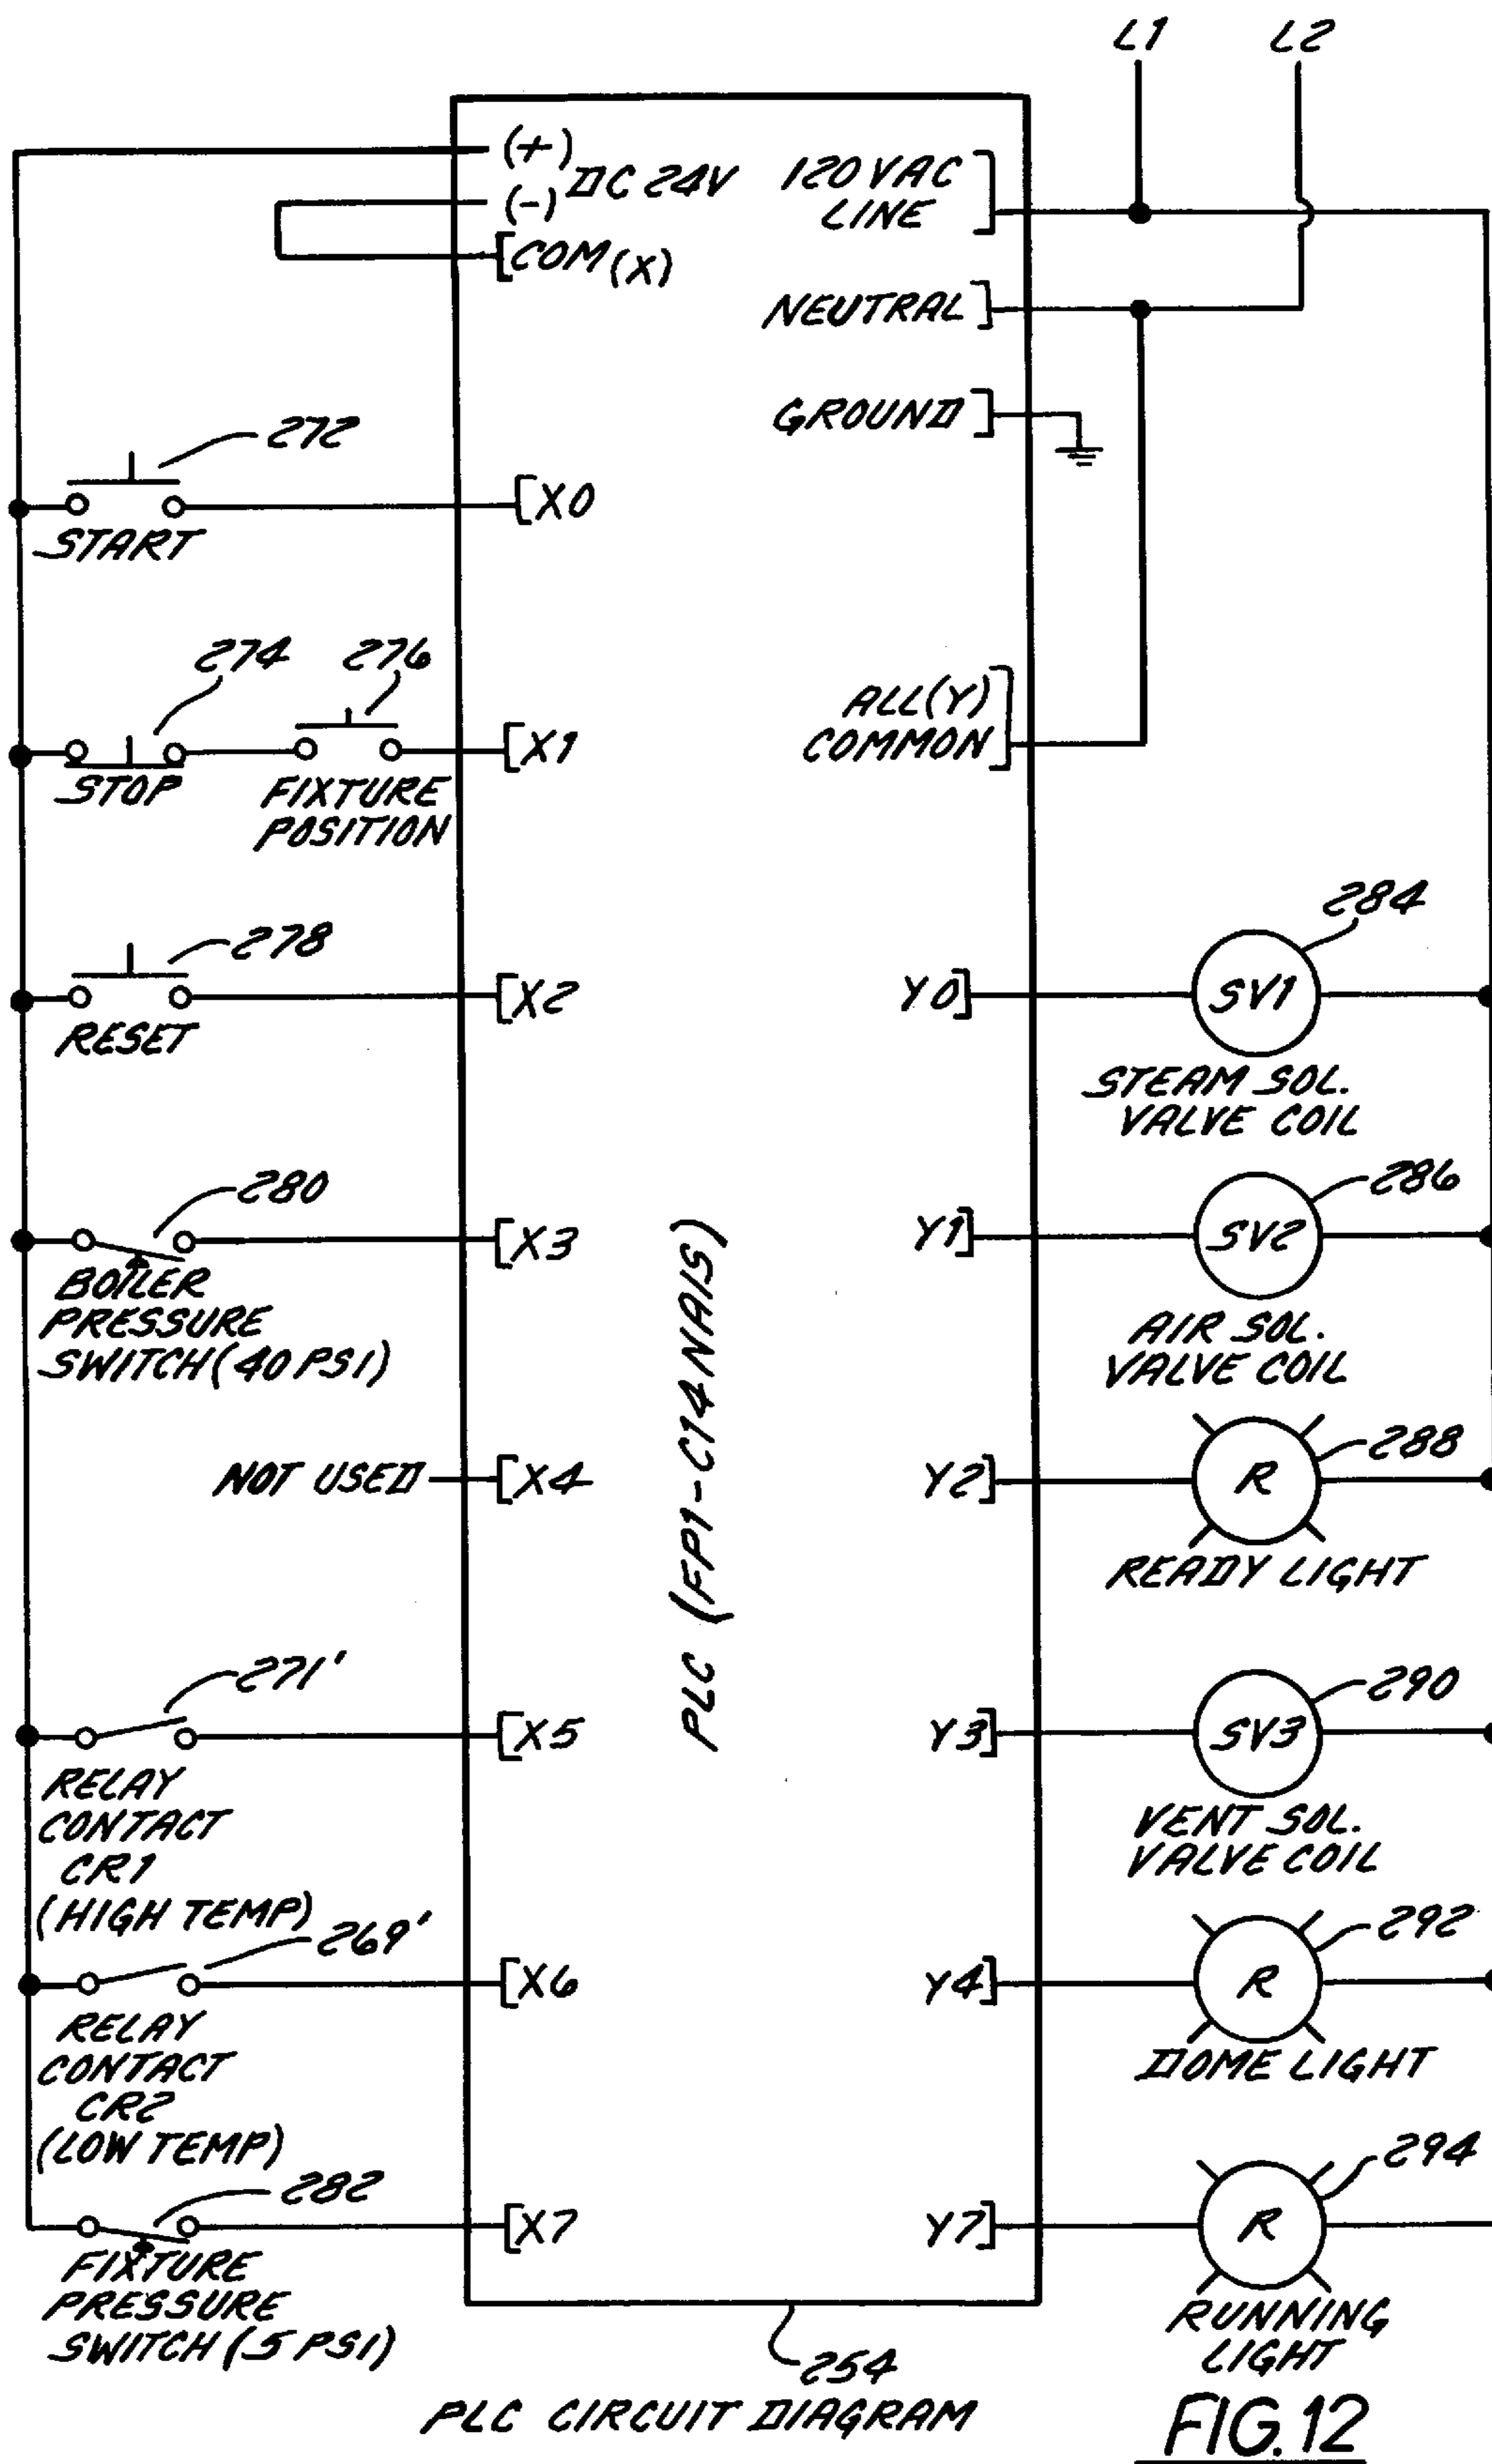 L1 L2
(+)
DC 24V
(-)
COM(X)
120 VAC
LINE
NEUTRAL
GROUND
272
START
[X0
274 276
STOP
FIXTURE
POSITION
[X1
ALL(Y)
COMMON
278
RESET
[X2
Y0]
284
SV1
STEAM SOL.
VALVE COIL
280
BOILER
PRESSURE
SWITCH (40 PSI)
[X3
Y1]
286
SV2
AIR SOL.
VALVE COIL
PLC (FP1-C14 NAIS)
NOT USED
[X4
Y2]
288
R
READY LIGHT
271'
RELAY
CONTACT
CR1
(HIGH TEMP)
[X5
Y3]
290
SV3
VENT SOL.
VALVE COIL
269'
RELAY
CONTACT
CR2
(LOW TEMP)
[X6
Y4]
292
R
DOME LIGHT
282
FIXTURE
PRESSURE
SWITCH (5 PSI)
[X7
Y7]
294
R
RUNNING
LIGHT
254
PLC CIRCUIT DIAGRAM
FIG. 12